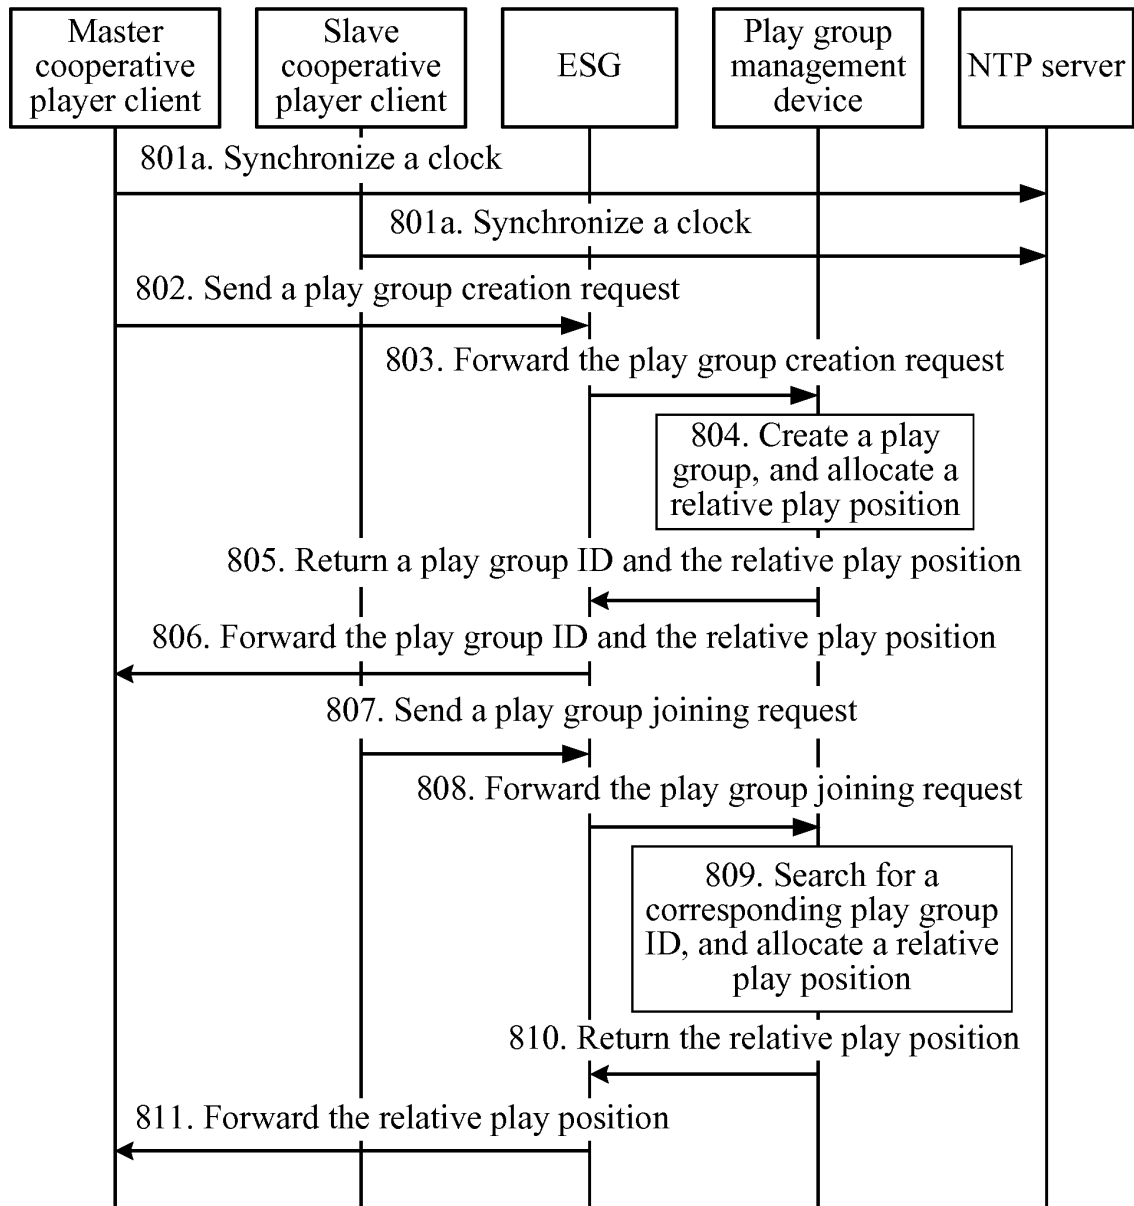 Master
cooperative
player client
Slave
cooperative
player client
ESG
Play group
management
device
NTP server
801a. Synchronize a clock
801a. Synchronize a clock
802. Send a play group creation request
803. Forward the play group creation request
804. Create a play
group, and allocate a
relative play position
805. Return a play group ID and the relative play position
806. Forward the play group ID and the relative play position
807. Send a play group joining request
808. Forward the play group joining request
809. Search for a
corresponding play group
ID, and allocate a relative
play position
810. Return the relative play position
811. Forward the relative play position